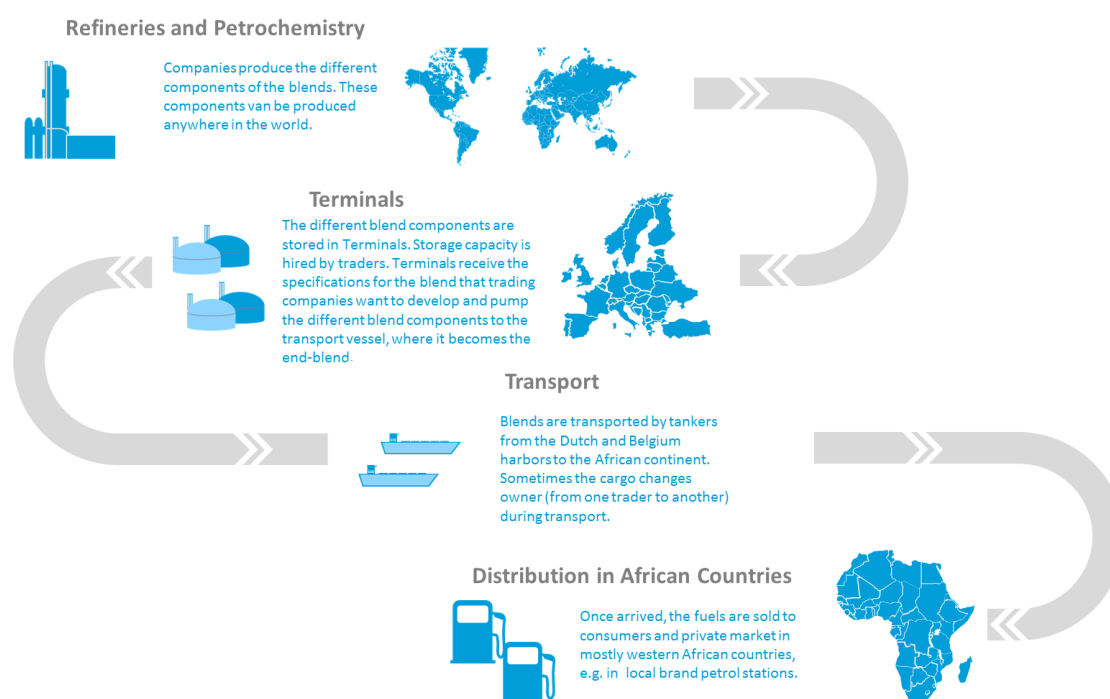 Refineries and Petrochemistry
Companies produce the different
components of the blends. These
components van be produced
anywhere in the world.
Terminals
The different blend components are
stored in Terminals. Storage capacity is
hired by traders. Terminals receive the
specifications for the blend that trading
companies want to develop and pump
the different blend components to the
transport vessel, where it becomes the
end-blend.
Transport
Blends are transported by tankers
from the Dutch and Belgium
harbors to the African continent.
Sometimes the cargo changes
owner (from one trader to another)
during transport.
Distribution in African Countries
Once arrived, the fuels are sold to
consumers and private market in
mostly western African countries,
e.g. in local brand petrol stations.